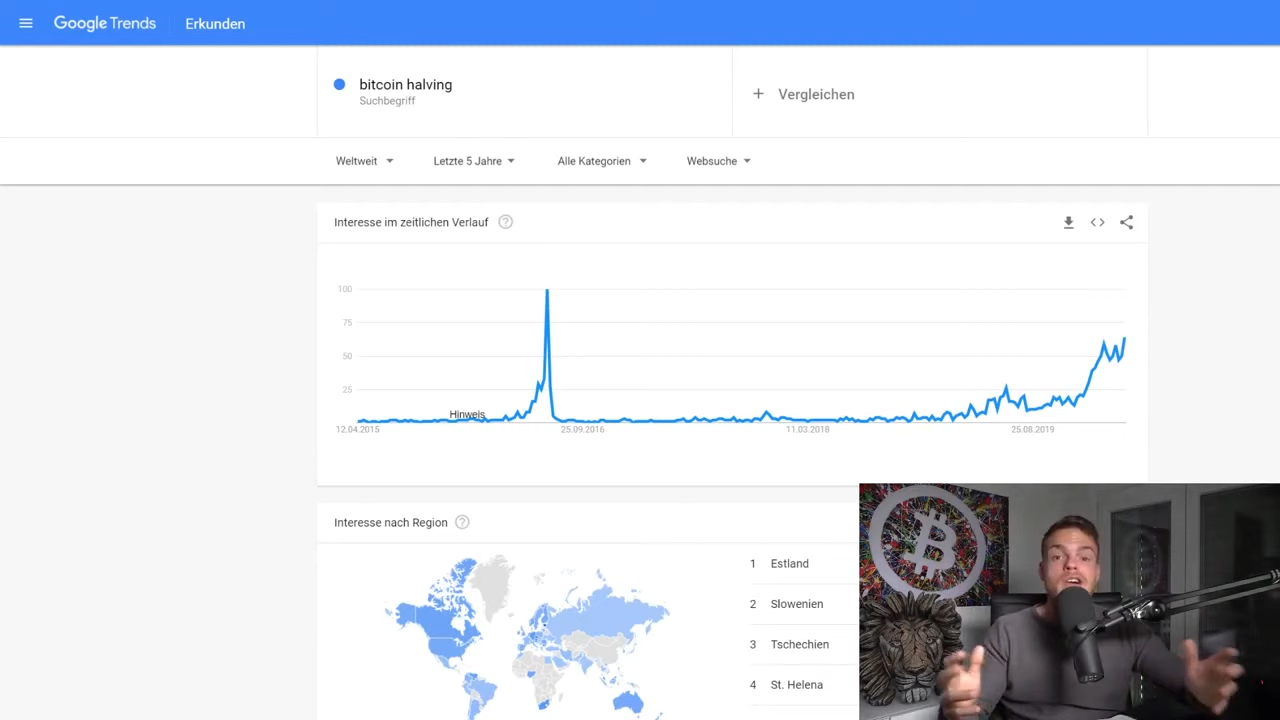 Google Trends Erkunden
bitcoin halving
Suchbegriff
+ Vergleichen
Weltweit Letzte 5 Jahre Alle Kategorien Websuche
Interesse im zeitlichen Verlauf ?
100
75
50
25
Hinweis
12.04.2015 25.09.2016 11.03.2018 25.08.2019
Interesse nach Region ?
1 Estland
2 Slowenien
3 Tschechien
4 St. Helena